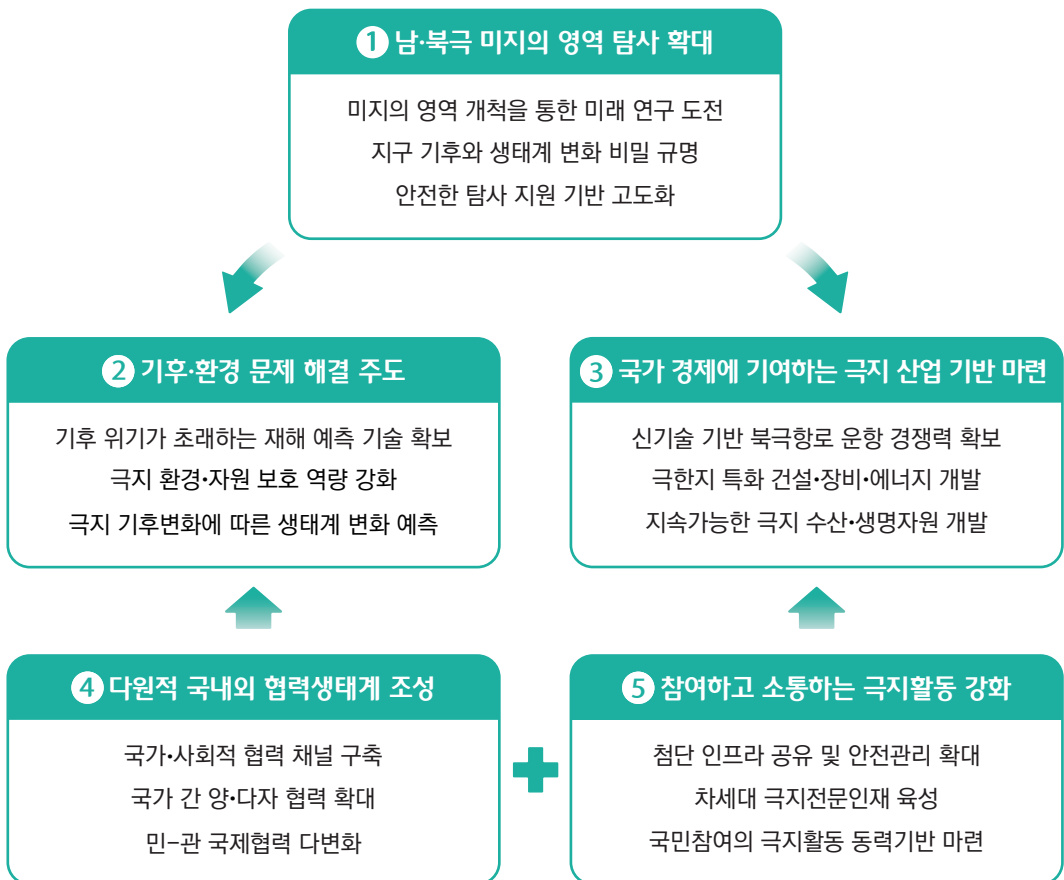 1 남·북극 미지의 영역 탐사 확대
미지의 영역 개척을 통한 미래 연구 도전
지구 기후와 생태계 변화 비밀 규명
안전한 탐사 지원 기반 고도화
2 기후·환경 문제 해결 주도
기후 위기가 초래하는 재해 예측 기술 확보
극지 환경·자원 보호 역량 강화
극지 기후변화에 따른 생태계 변화 예측
3 국가 경제에 기여하는 극지 산업 기반 마련
신기술 기반 북극항로 운항 경쟁력 확보
극한지 특화 건설·장비·에너지 개발
지속가능한 극지 수산·생명자원 개발
4 다원적 국내외 협력생태계 조성
국가·사회적 협력 채널 구축
국가 간 양·다자 협력 확대
민-관 국제협력 다변화
5 참여하고 소통하는 극지활동 강화
첨단 인프라 공유 및 안전관리 확대
차세대 극지전문인재 육성
국민참여의 극지활동 동력기반 마련